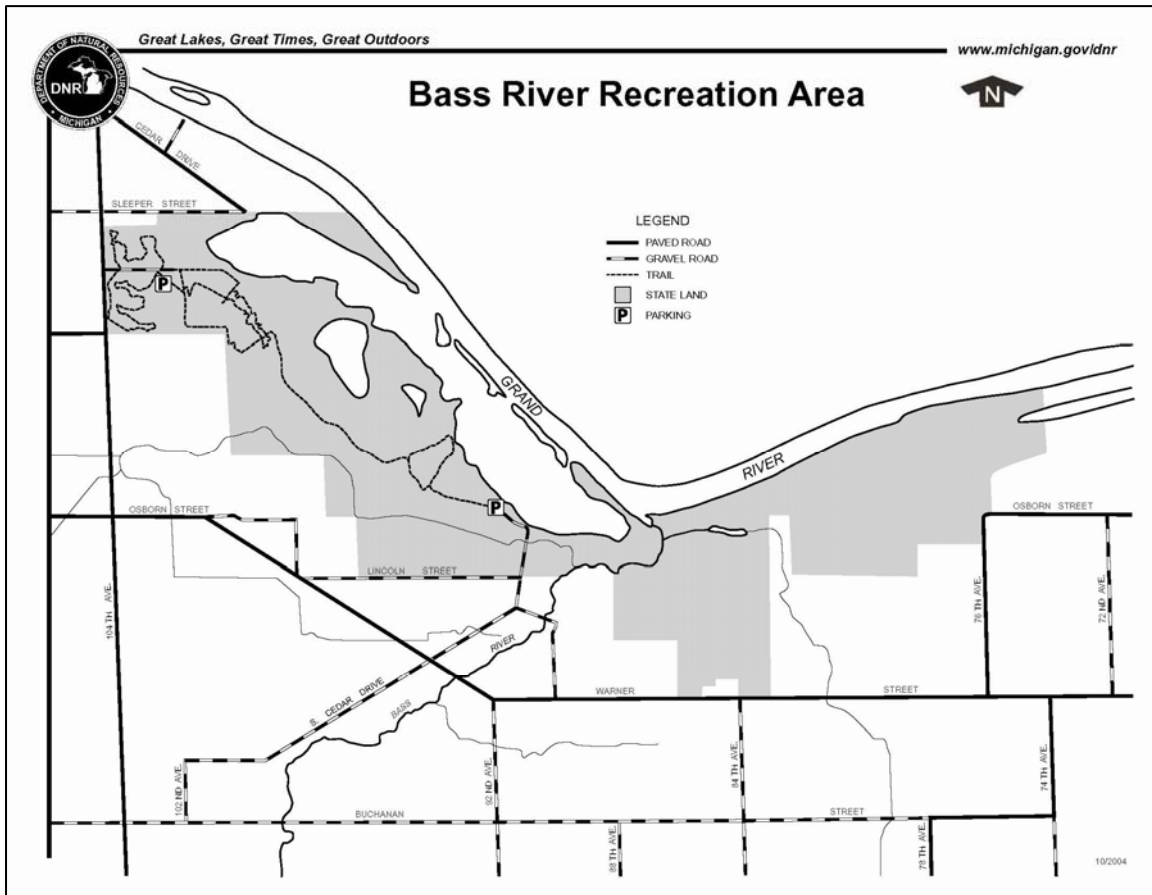 Great Lakes, Great Times, Great Outdoors
www.michigan.gov/dnr
DEPARTMENT OF NATURAL RESOURCES
DNR
MICHIGAN
Bass River Recreation Area
N
CEDAR DRIVE
SLEEPER STREET
LEGEND
PAVED ROAD
GRAVEL ROAD
TRAIL
STATE LAND
P PARKING
P
GRAND
RIVER
P
OSBORN STREET
OSBORN STREET
LINCOLN STREET
104 TH AVE.
76 TH AVE.
72 ND AVE.
RIVER
BASS
S. CEDAR DRIVE
WARNER STREET
102 ND AVE.
92 ND AVE.
84 TH AVE.
74 TH AVE.
BUCHANAN STREET
88 TH AVE.
78 TH AVE.
10/2004